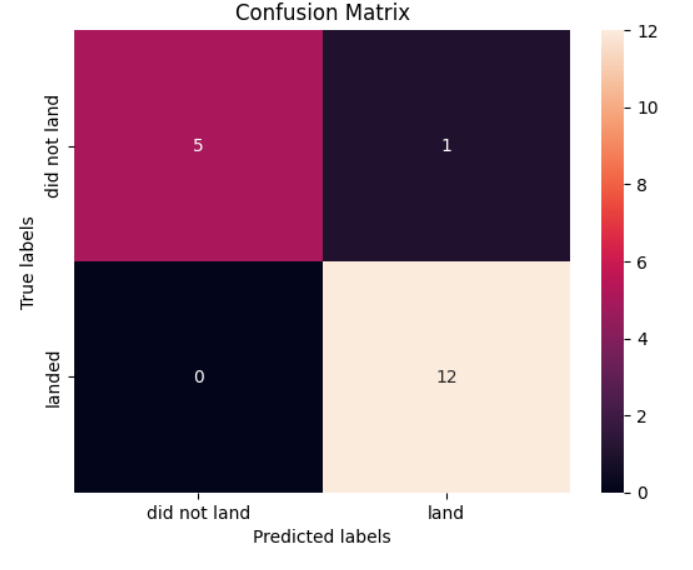 Confusion Matrix
did not land
landed
True labels
5
1
0
12
did not land
land
Predicted labels
12
10
8
6
4
2
0